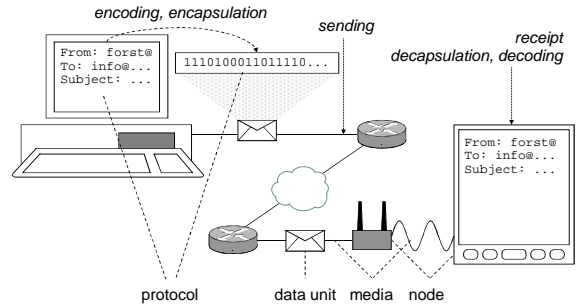 encoding, encapsulation
sending
receipt
decapsulation, decoding
From: forst@
To: info@...
Subject: ...
1110100011011110...
From: forst@
To: info@...
Subject: ...
protocol
data unit
media
node